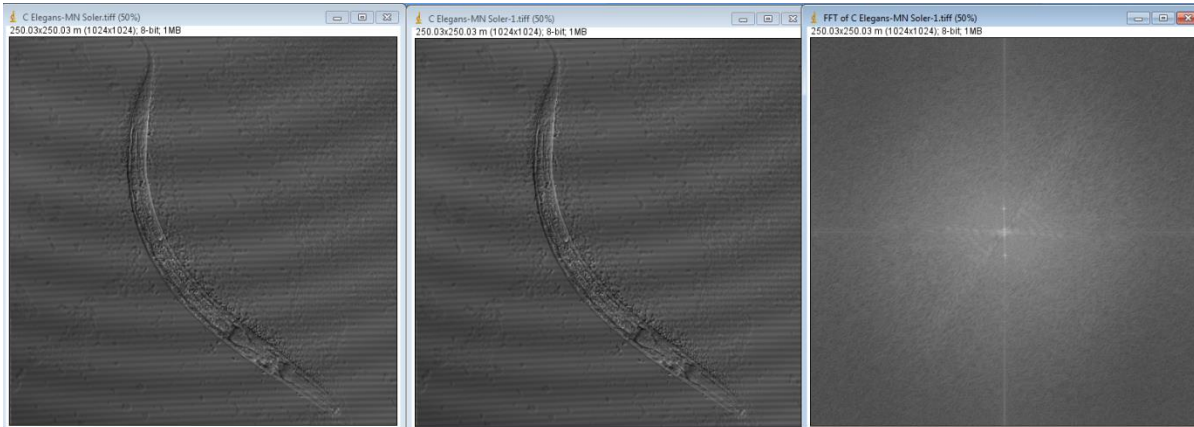 C Elegans-MN Soler.tiff (50%)
250.03x250.03 m (1024x1024); 8-bit; 1MB
C Elegans-MN Soler-1.tiff (50%)
250.03x250.03 m (1024x1024); 8-bit; 1MB
FFT of C Elegans-MN Soler-1.tiff (50%)
250.03x250.03 m (1024x1024); 8-bit; 1MB